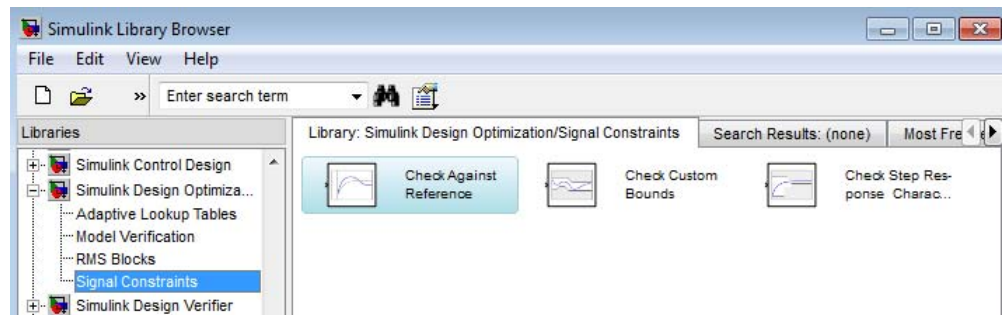 Simulink Library Browser
File Edit View Help
» Enter search term
Libraries
Library: Simulink Design Optimization/Signal Constraints
Search Results: (none)
Most Fre
Simulink Control Design
Simulink Design Optimiza...
Adaptive Lookup Tables
Model Verification
RMS Blocks
Signal Constraints
Simulink Design Verifier
Check Against
Reference
Check Custom
Bounds
Check Step Res-
ponse Charac...